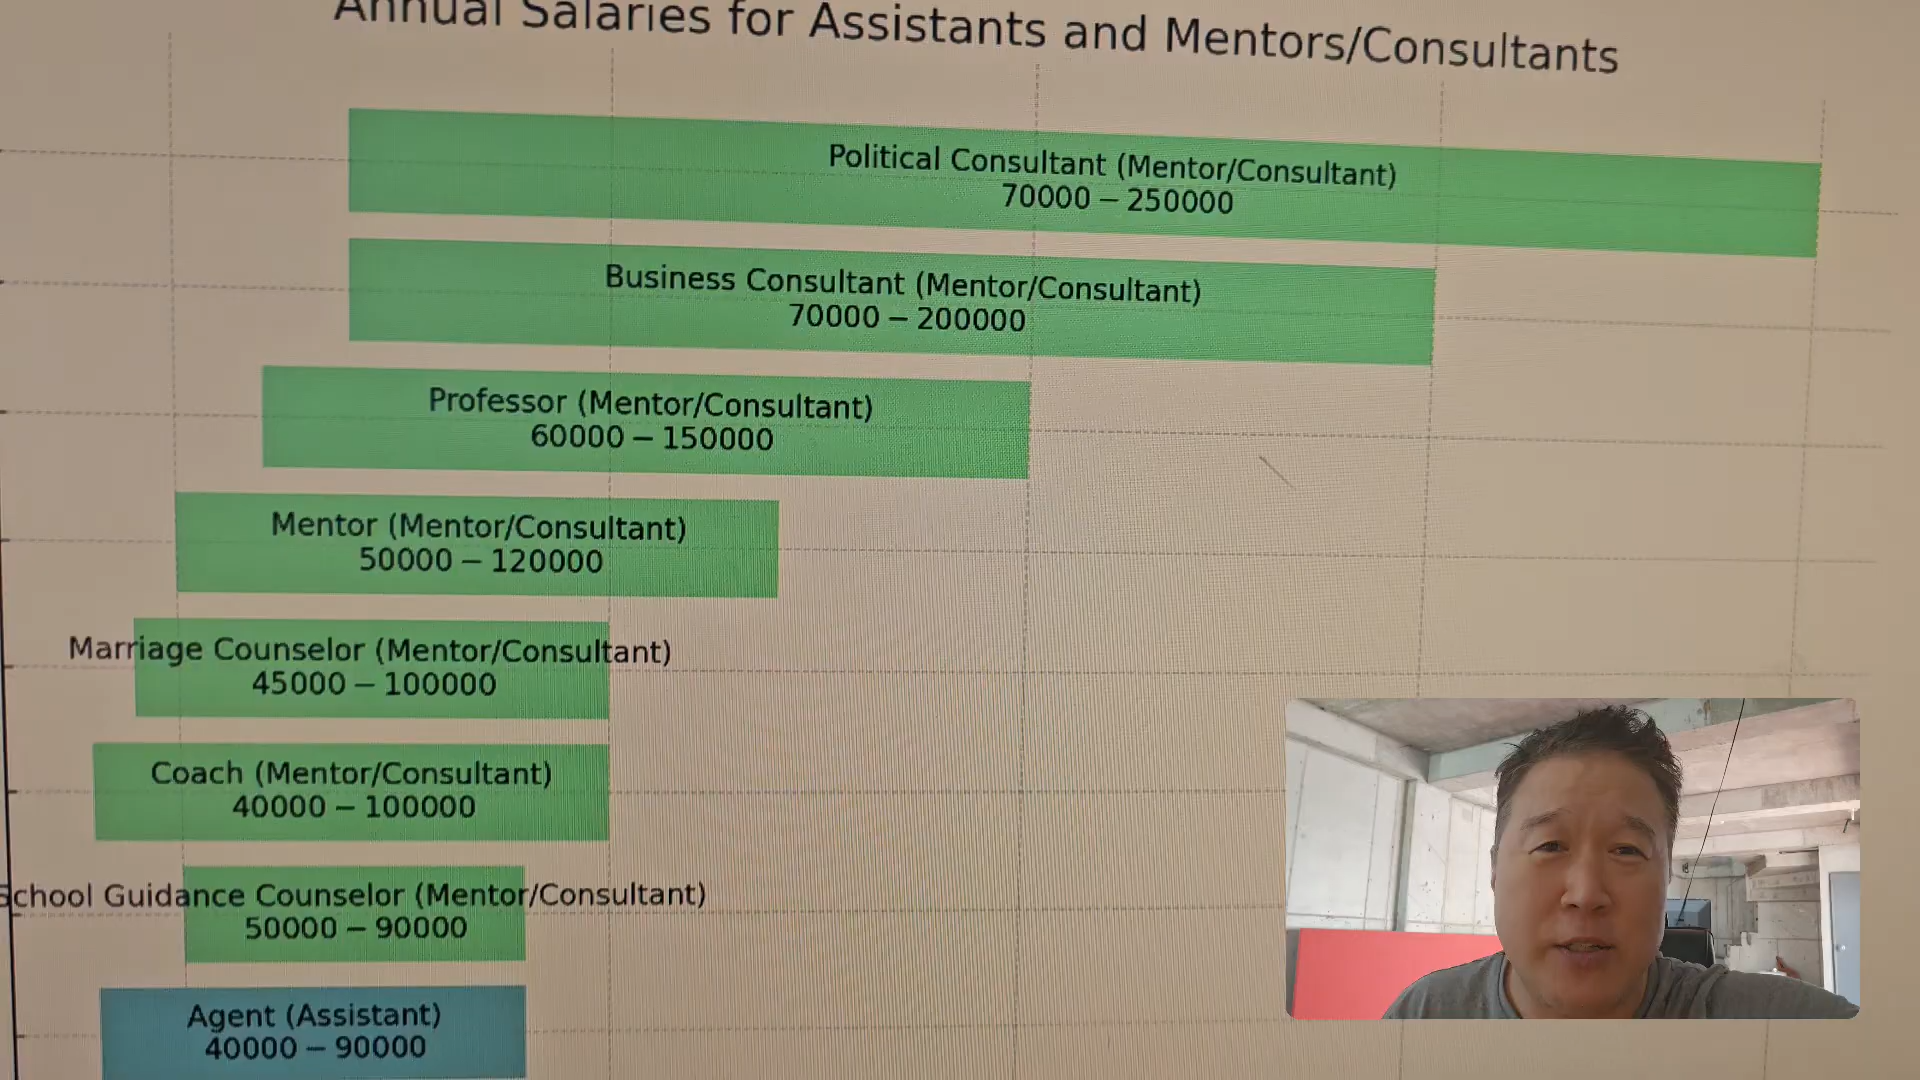 Annual Salaries for Assistants and Mentors/Consultants
Political Consultant (Mentor/Consultant)
70000 – 250000
Business Consultant (Mentor/Consultant)
70000 – 200000
Professor (Mentor/Consultant)
60000 – 150000
Mentor (Mentor/Consultant)
50000 – 120000
Marriage Counselor (Mentor/Consultant)
45000 – 100000
Coach (Mentor/Consultant)
40000 – 100000
School Guidance Counselor (Mentor/Consultant)
50000 – 90000
Agent (Assistant)
40000 – 90000